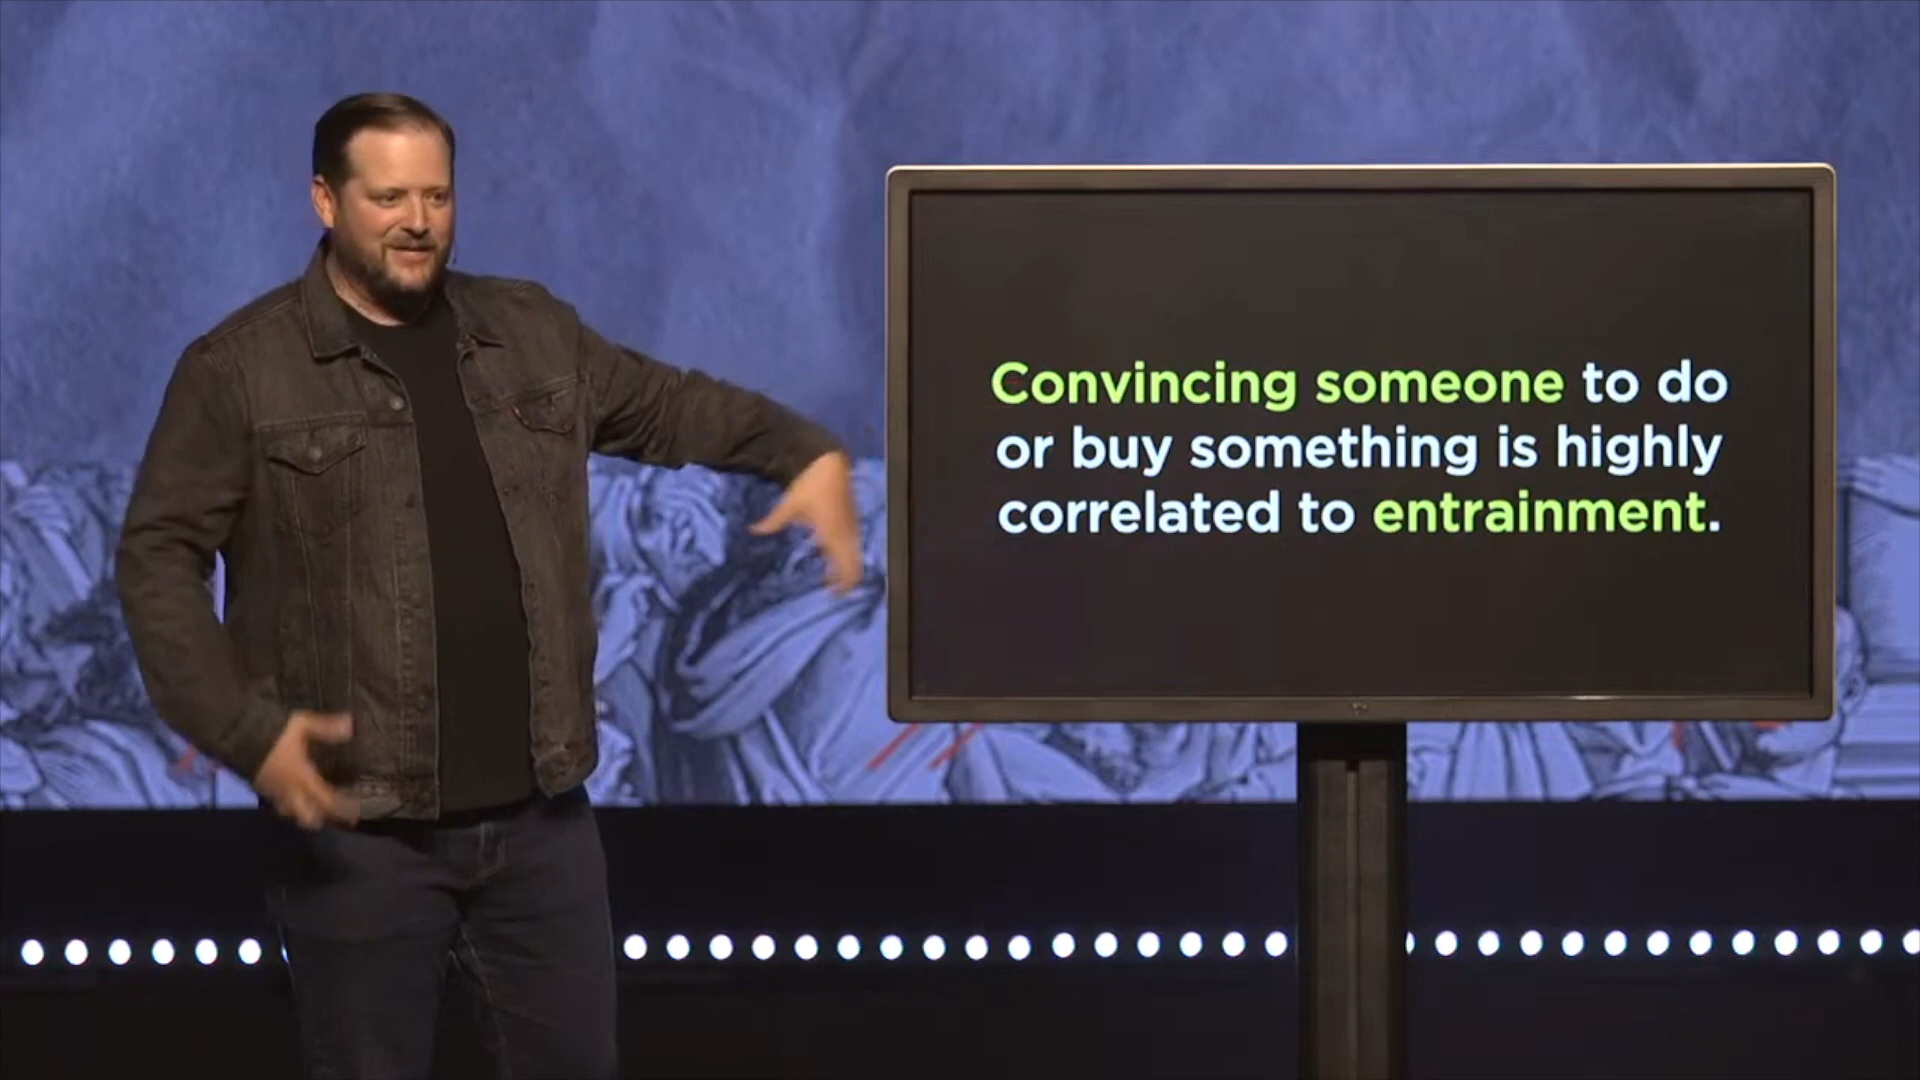 Convincing someone to do
or buy something is highly
correlated to entrainment.